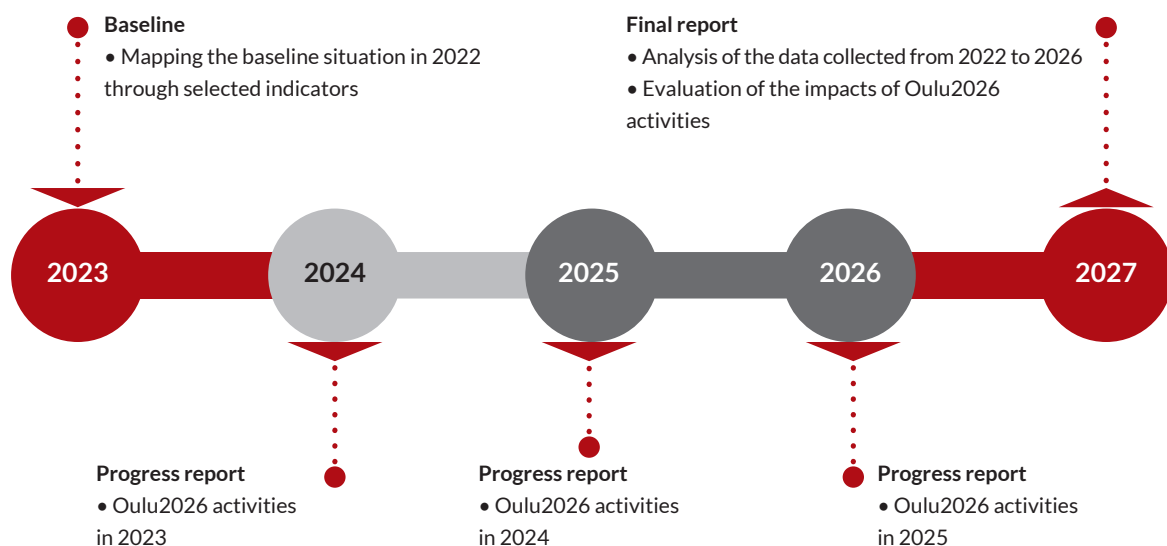 Baseline
• Mapping the baseline situation in 2022
through selected indicators
Final report
• Analysis of the data collected from 2022 to 2026
• Evaluation of the impacts of Oulu2026
activities
2023
2024
2025
2026
2027
Progress report
• Oulu2026 activities
in 2023
Progress report
• Oulu2026 activities
in 2024
Progress report
• Oulu2026 activities
in 2025